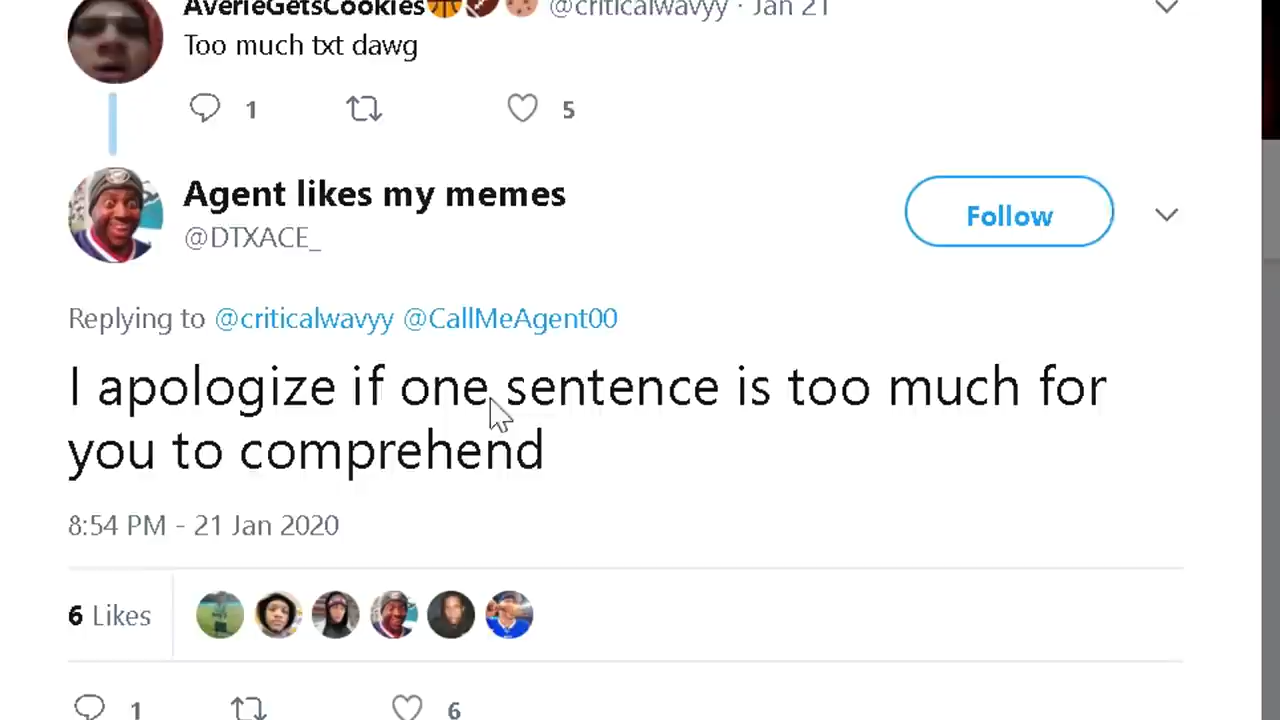 AverieGetsCookies🏀🏈🍪 @criticalwavyy · Jan 21
Too much txt dawg
1 5
Agent likes my memes
@DTXACE_
Follow
Replying to @criticalwavyy @CallMeAgent00
I apologize if one sentence is too much for
you to comprehend
8:54 PM - 21 Jan 2020
6 Likes
1 6